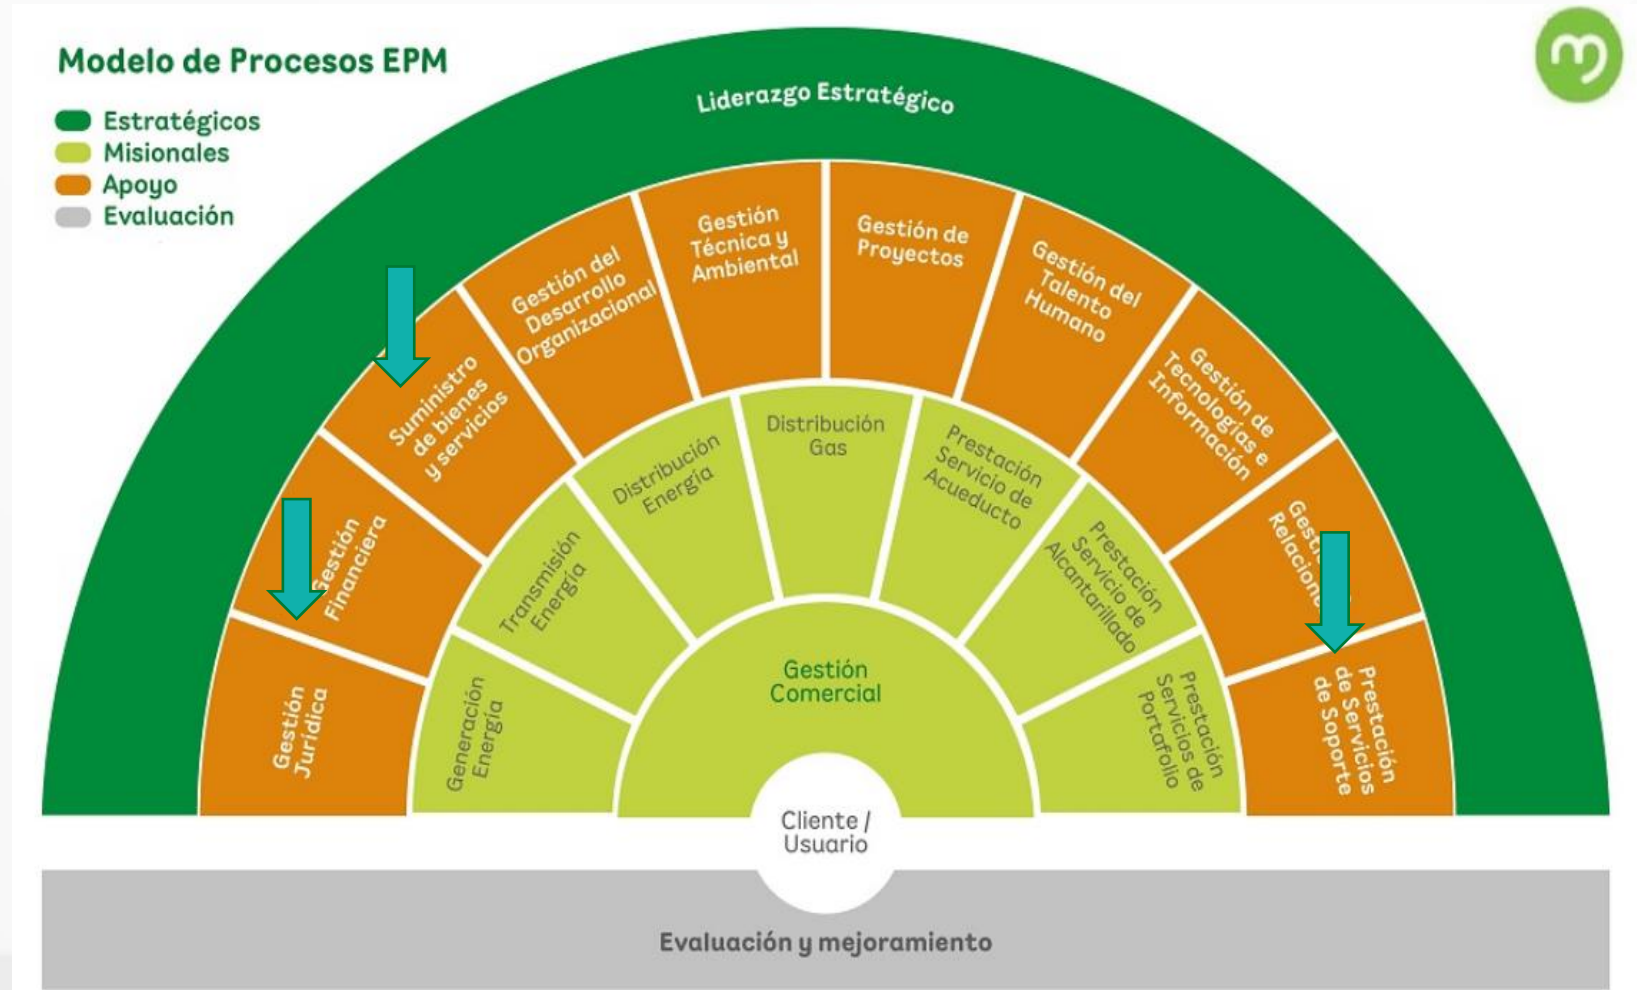 Modelo de Procesos EPM
Estratégicos
Misionales
Apoyo
Evaluación
Liderazgo Estratégico
Gestión
Jurídica
Gestión
Financiera
Suministro
de bienes
y servicios
Gestión del
Desarrollo
Organizacional
Gestión
Técnica y
Ambiental
Gestión de
Proyectos
Gestión del
Talento
Humano
Gestión de
Tecnologías e
Información
Prestación
de Servicios
de Soporte
Generación
Energía
Transmisión
Energía
Distribución
Energía
Distribución
Gas
Prestación
Servicio de
Acueducto
Prestación
Servicio de
Alcantarillado
Prestación
Servicios de
Portafolio
Gestión
Comercial
Cliente /
Usuario
Evaluación y mejoramiento